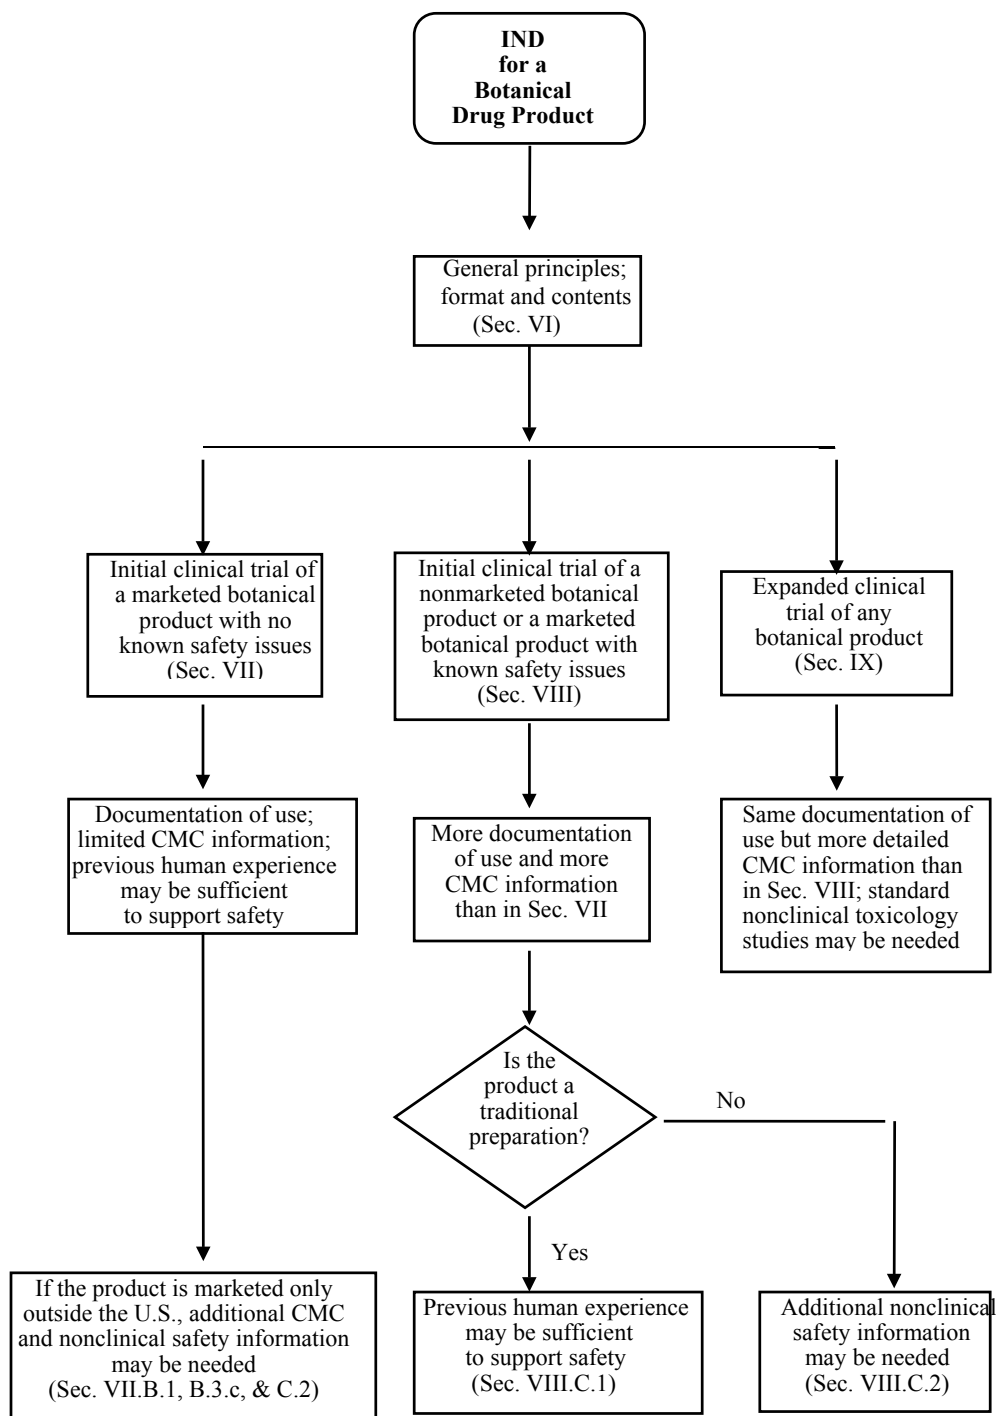 IND
for a
Botanical
Drug Product
General principles;
format and contents
(Sec. VI)
Initial clinical trial of
a marketed botanical
product with no
known safety issues
(Sec. VII)
Initial clinical trial of a
nonmarketed botanical
product or a marketed
botanical product with
known safety issues
(Sec. VIII)
Expanded clinical
trial of any
botanical product
(Sec. IX)
Documentation of use;
limited CMC information;
previous human experience
may be sufficient
to support safety
More documentation
of use and more
CMC information
than in Sec. VII
Same documentation of
use but more detailed
CMC information than
in Sec. VIII; standard
nonclinical toxicology
studies may be needed
Is the
product a
traditional
preparation?
No
Yes
If the product is marketed only
outside the U.S., additional CMC
and nonclinical safety information
may be needed
(Sec. VII.B.1, B.3.c, & C.2)
Previous human experience
may be sufficient
to support safety
(Sec. VIII.C.1)
Additional nonclinical
safety information
may be needed
(Sec. VIII.C.2)